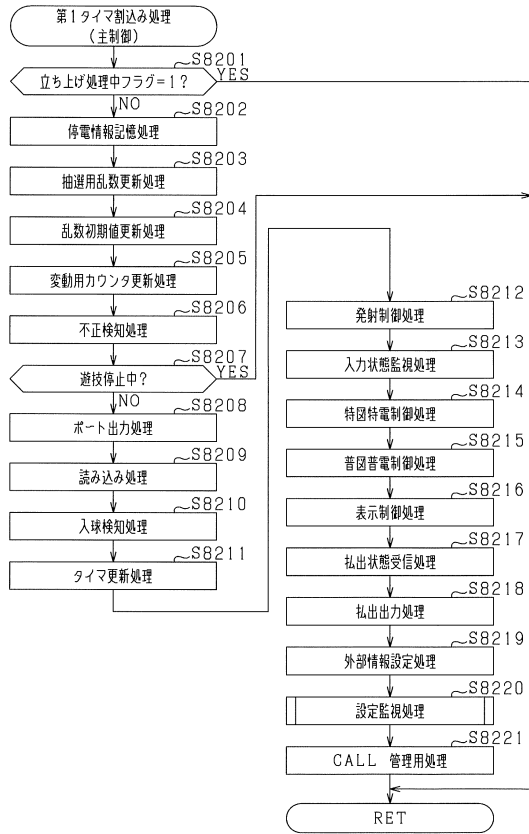 第1タイマ割込み処理
(主制御)
S8201
立ち上げ処理中フラグ=1?
YES
NO
S8202
停電情報記憶処理
S8203
抽選用乱数更新処理
S8204
乱数初期値更新処理
S8205
変動用カウンタ更新処理
S8206
不正検知処理
S8207
遊技停止中?
YES
NO
S8208
ポート出力処理
S8209
読み込み処理
S8210
入球検知処理
S8211
タイマ更新処理
S8212
発射制御処理
S8213
入力状態監視処理
S8214
特図特電制御処理
S8215
普図普電制御処理
S8216
表示制御処理
S8217
払出状態受信処理
S8218
払出出力処理
S8219
外部情報設定処理
S8220
設定監視処理
S8221
CALL 管理用処理
RET